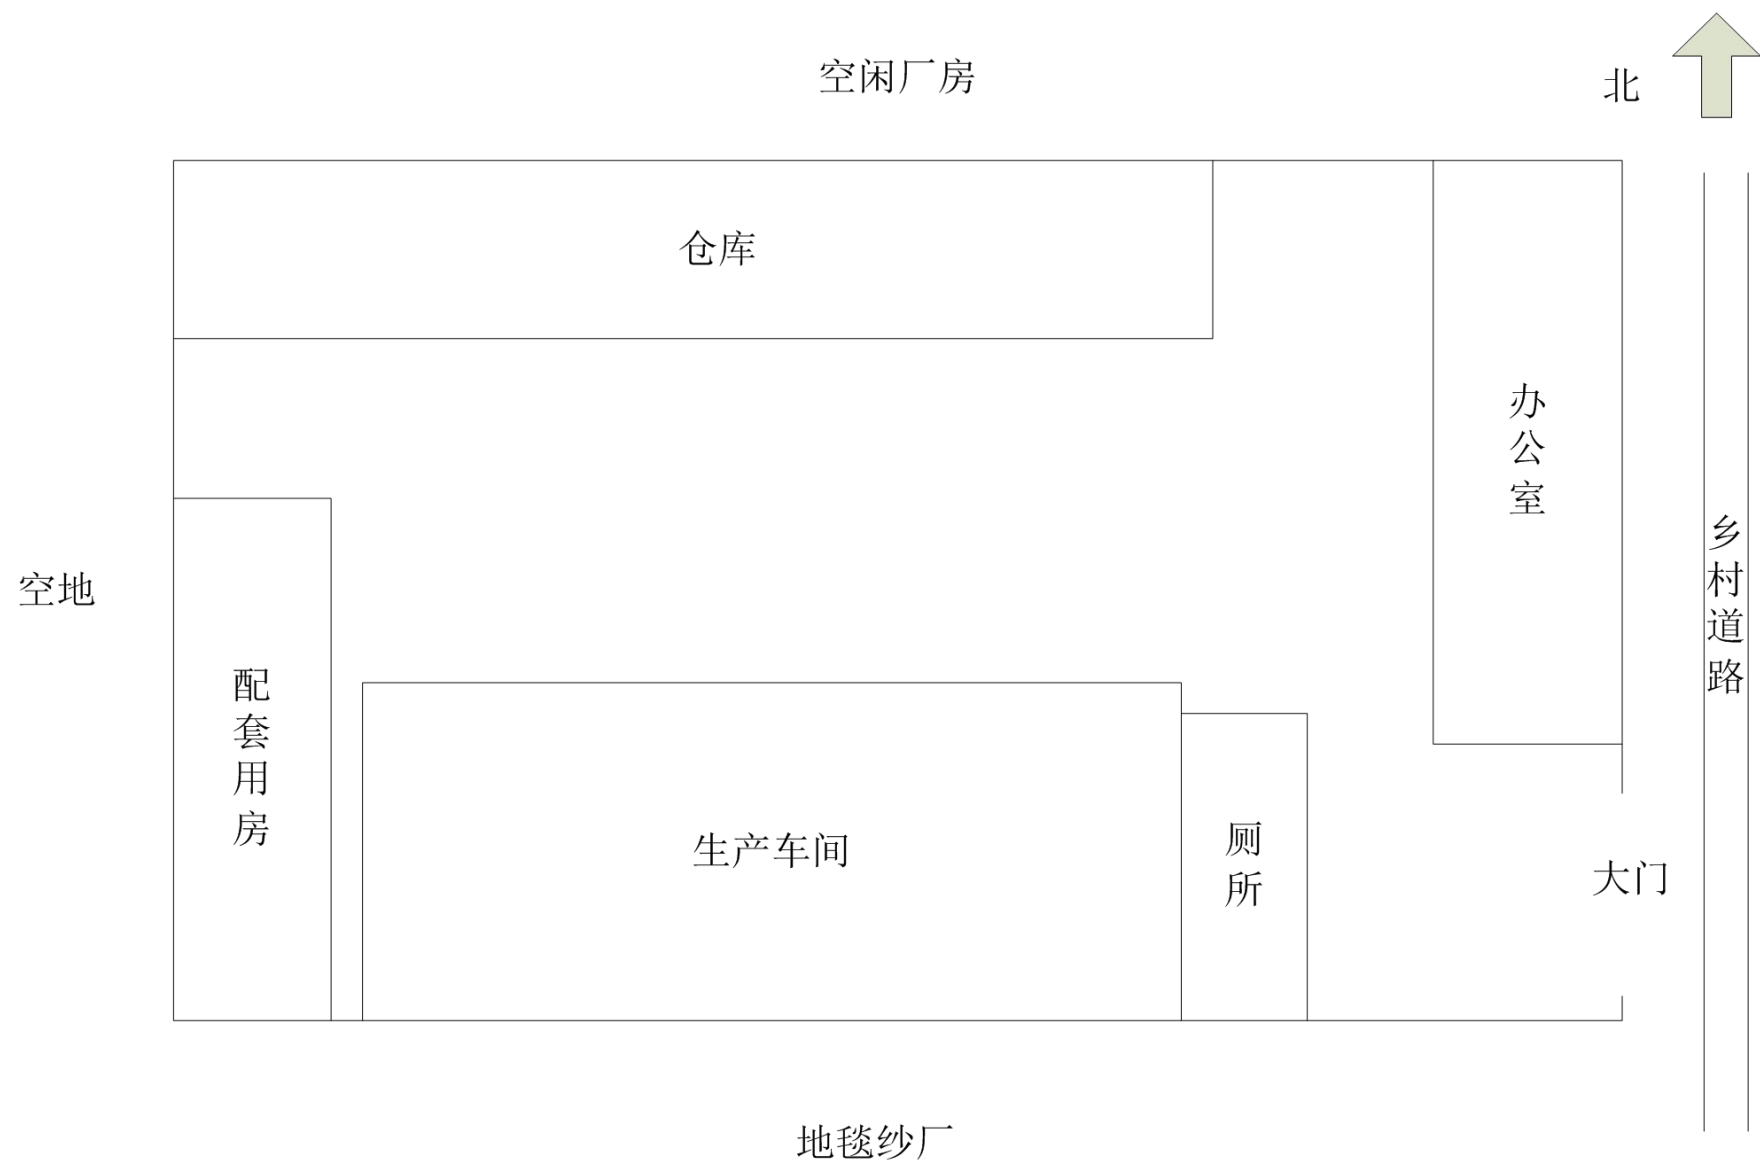 空闲厂房
北
仓库
办公室
乡村道路
空地
配套用房
生产车间
厕所
大门
地毯纱厂